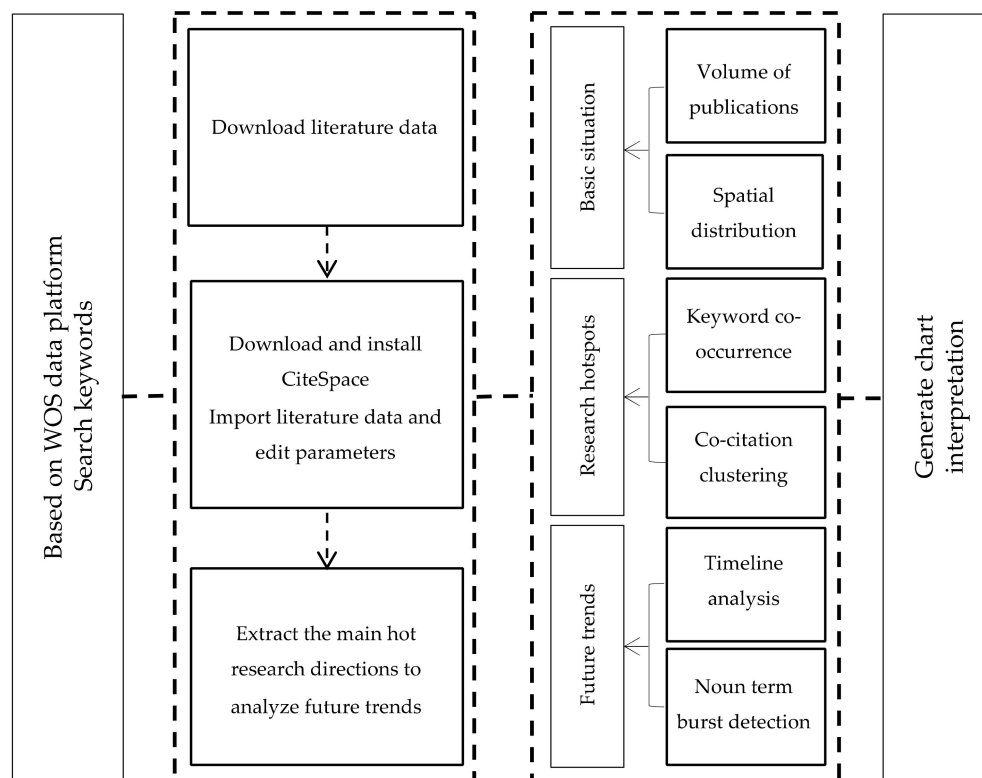 Based on WOS data platform
Search keywords
Download literature data
Download and install
CiteSpace
Import literature data and
edit parameters
Extract the main hot
research directions to
analyze future trends
Basic situation
Volume of
publications
Spatial
distribution
Research hotspots
Keyword co-
occurrence
Co-citation
clustering
Future trends
Timeline
analysis
Noun term
burst detection
Generate chart
interpretation